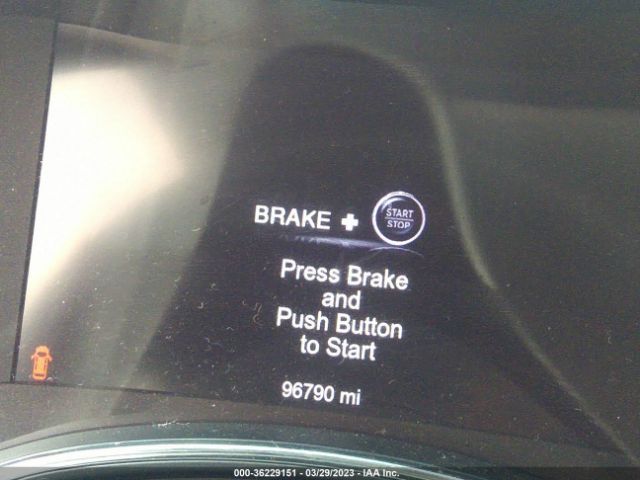 BRAKE + START
STOP
Press Brake
and
Push Button
to Start
96790 mi
000-36229151 | 03/29/2023 | IAA Inc.